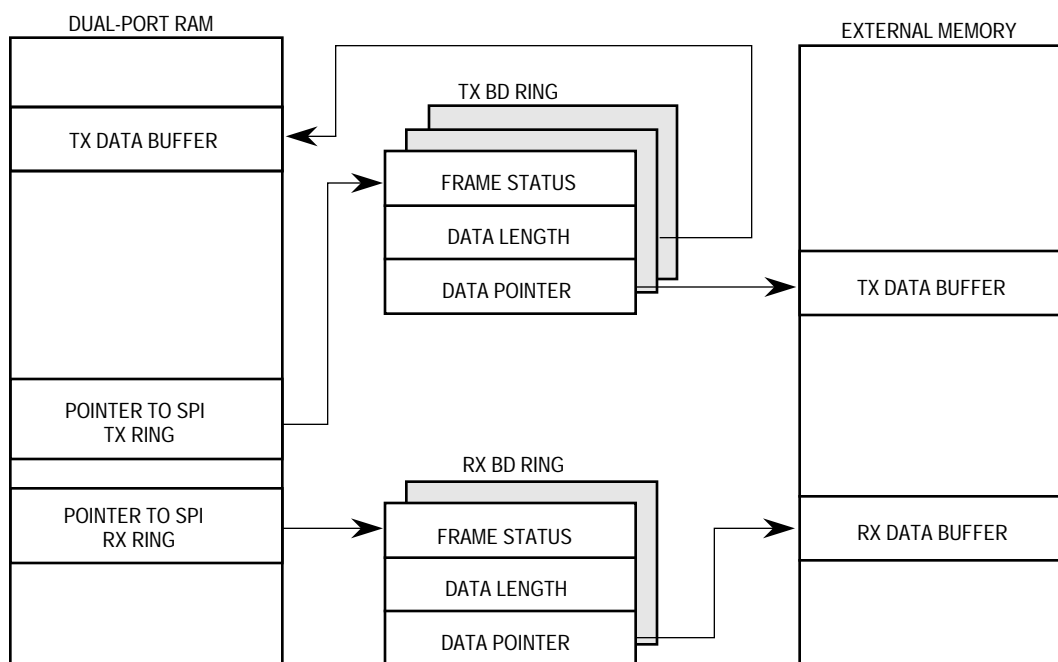 DUAL-PORT RAM
TX DATA BUFFER
POINTER TO SPI
TX RING
POINTER TO SPI
RX RING
TX BD RING
FRAME STATUS
DATA LENGTH
DATA POINTER
RX BD RING
FRAME STATUS
DATA LENGTH
DATA POINTER
EXTERNAL MEMORY
TX DATA BUFFER
RX DATA BUFFER